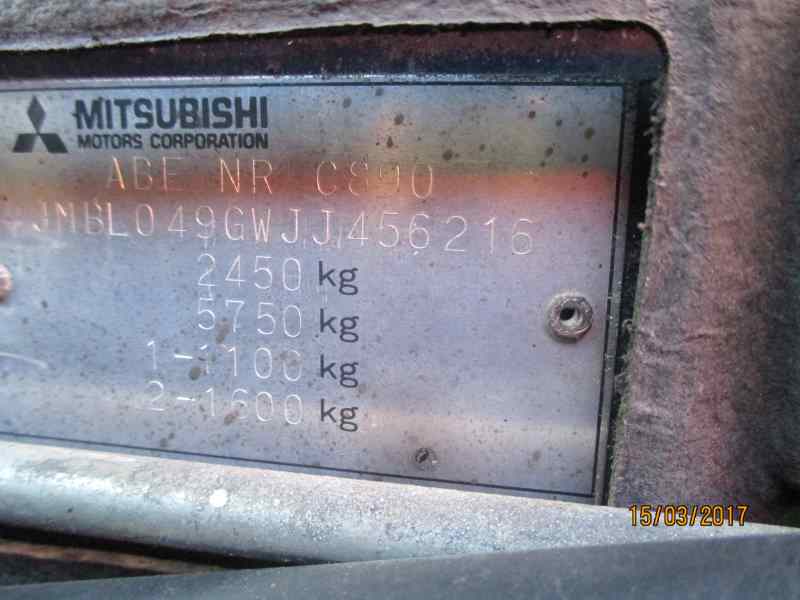 MITSUBISHI
MOTORS CORPORATION
ABE NR C890
JMBL049GWJJ456216
2450 kg
5750 kg
1-1100 kg
2-1600 kg
15/03/2017